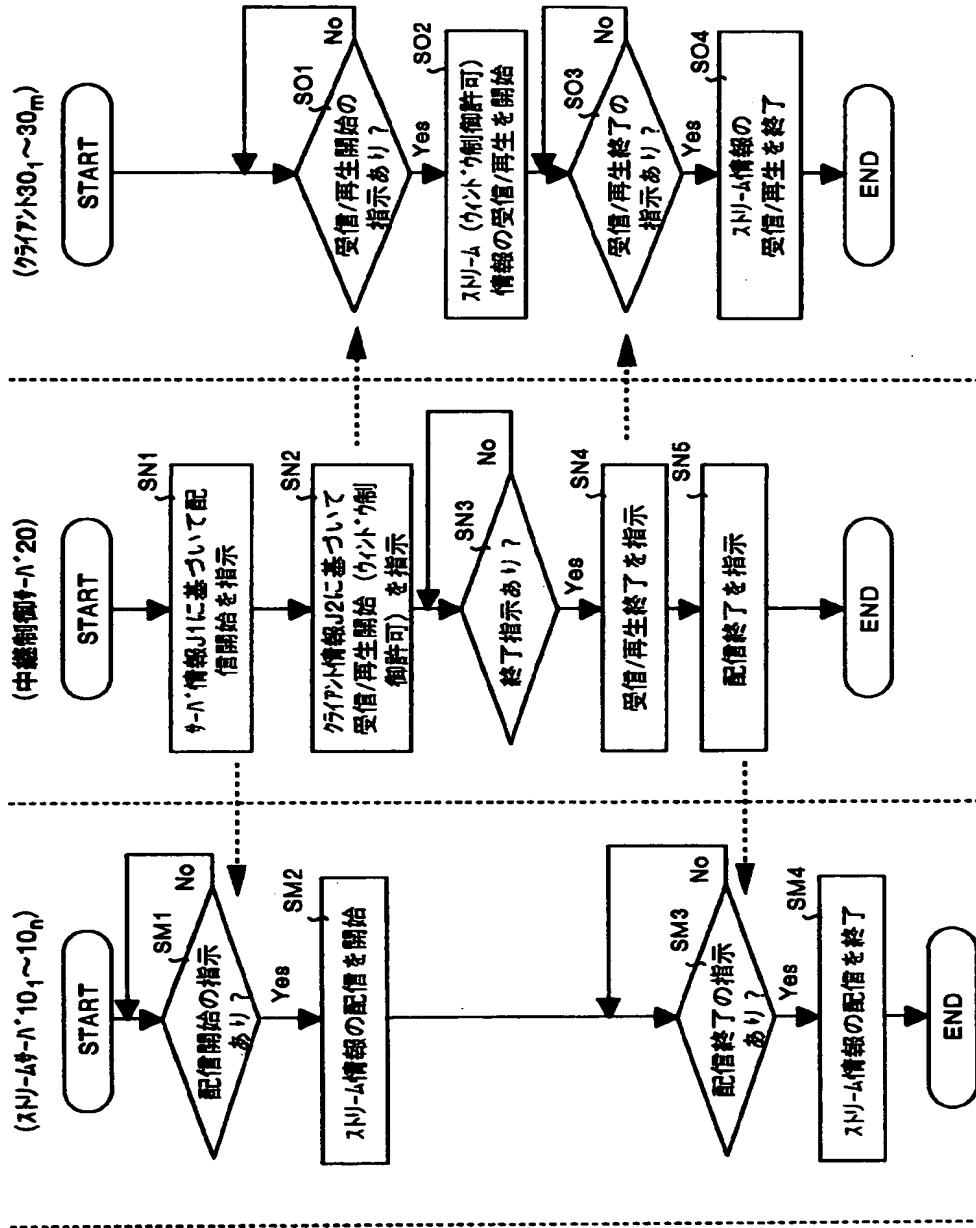 (ストリームサーバ10₁〜10ₙ)
START
SM1
配信開始の指示
あり?
No
Yes
SM2
ストリーム情報の配信を開始
SM3
配信終了の指示
あり?
No
Yes
SM4
ストリーム情報の配信を終了
END
(中継制御サーバ20)
START
SN1
サーバ情報J1に基づいて配
信開始を指示
SN2
クライアント情報J2に基づいて
受信/再生開始(ウィンドウ制
御許可)を指示
SN3
終了指示あり?
No
Yes
SN4
受信/再生終了を指示
SN5
配信終了を指示
END
(クライアント30₁〜30ₘ)
START
SO1
受信/再生開始の
指示あり?
No
Yes
SO2
ストリーム(ウィンドウ制御許可)
情報の受信/再生を開始
SO3
受信/再生終了の
指示あり?
No
Yes
SO4
ストリーム情報の
受信/再生を終了
END